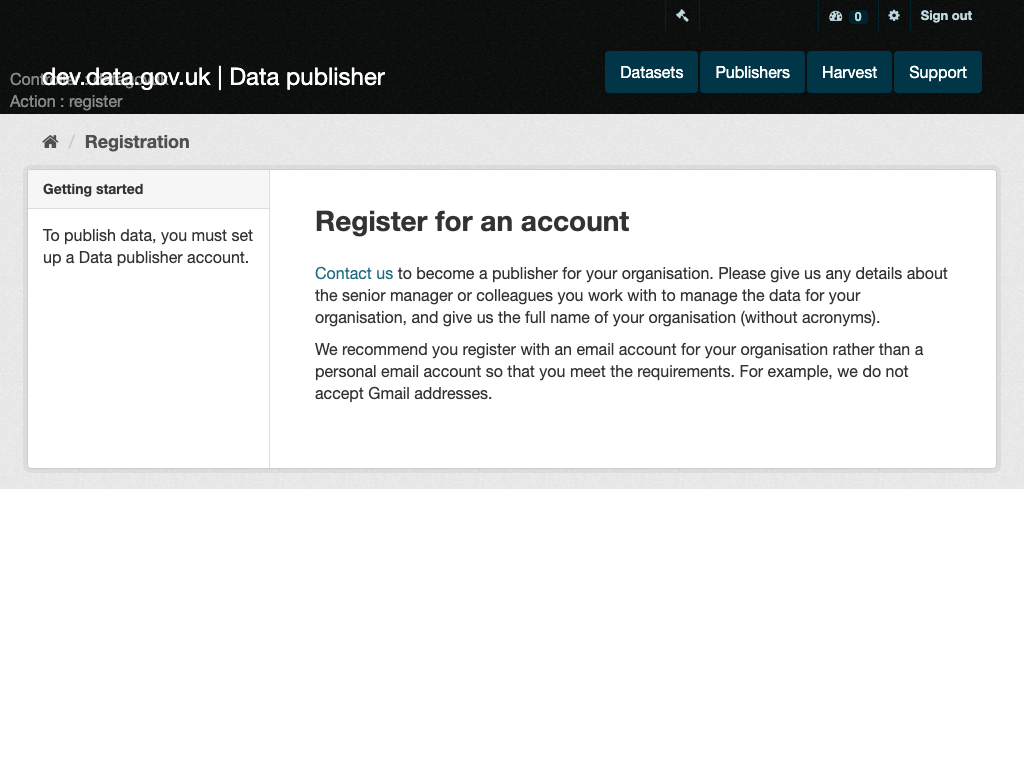 0 Sign out
dev.data.gov.uk | Data publisher
Action : register
Datasets Publishers Harvest Support
Registration
Getting started
To publish data, you must set
up a Data publisher account.
Register for an account
Contact us to become a publisher for your organisation. Please give us any details about
the senior manager or colleagues you work with to manage the data for your
organisation, and give us the full name of your organisation (without acronyms).
We recommend you register with an email account for your organisation rather than a
personal email account so that you meet the requirements. For example, we do not
accept Gmail addresses.